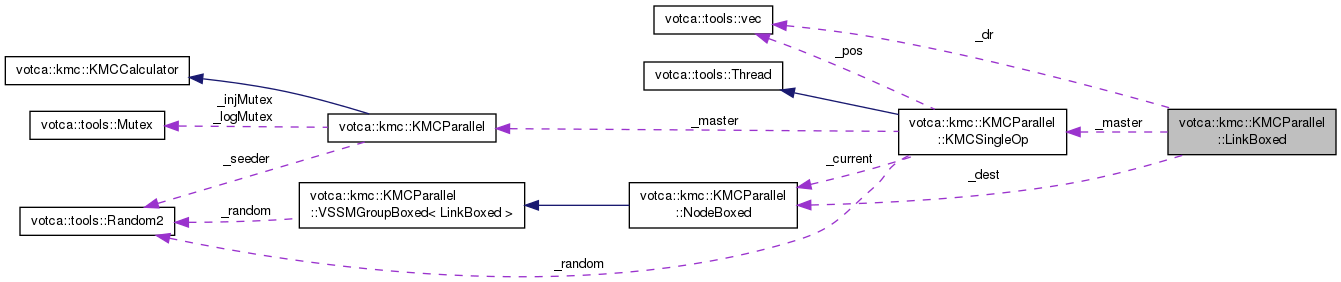 votca::tools::vec
_dr
_pos
votca::kmc::KMCCalculator
votca::tools::Thread
_injMutex
_logMutex
votca::tools::Mutex
votca::kmc::KMCParallel
_master
votca::kmc::KMCParallel
::KMCSingleOp
_master
votca::kmc::KMCParallel
::LinkBoxed
_seeder
_current
_dest
votca::tools::Random2
_random
votca::kmc::KMCParallel
::VSSMGroupBoxed< LinkBoxed >
votca::kmc::KMCParallel
::NodeBoxed
_random